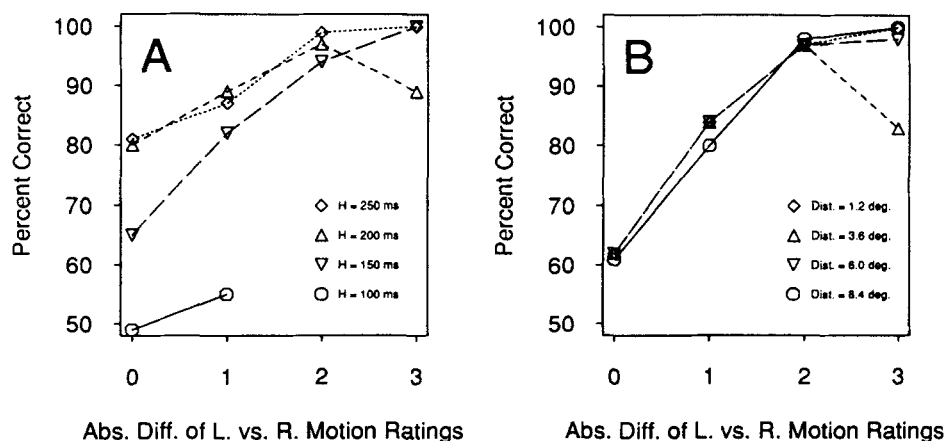 A
Percent Correct
100
90
80
70
60
50
H = 250 ms
H = 200 ms
H = 150 ms
H = 100 ms
0 1 2 3
Abs. Diff. of L. vs. R. Motion Ratings
B
Percent Correct
100
90
80
70
60
50
Dist. = 1.2 deg.
Dist. = 3.6 deg.
Dist. = 6.0 deg.
Dist. = 8.4 deg.
0 1 2 3
Abs. Diff. of L. vs. R. Motion Ratings